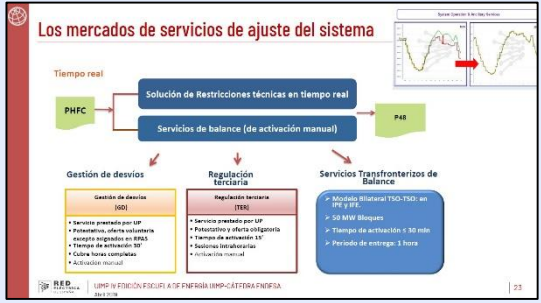 Los mercados de servicios de ajuste del sistema
Tiempo real
PHFC
Solución de Restricciones técnicas en tiempo real
Servicios de balance (de activación manual)
P48
Gestión de desvíos
Regulación
terciaria
Servicios Transfronterizos de
Balance
Gestión de desvíos
(GD)
• Servicio prestado por UP
• Potestativo, oferta voluntaria
excepto asignados en RPAS
• Tiempo de activación 30'
• Cubre horas completas
• Activación manual
Regulación terciaria
(TER)
• Servicio prestado por UP
• Potestativo y oferta obligatoria
• Tiempo de activación 15'
• Sesiones intrahorarias
• Activación manual
➢ Modelo Bilateral TSO-TSO: en
IPE y IFE.
➢ 50 MW Bloques
➢ Tiempo de activación ≤ 30 min
➢ Periodo de entrega: 1 hora
RED
ELÉCTRICA
UIMP IV EDICIÓN ESCUELA DE ENERGÍA UIMP-CÁTEDRA ENDESA
23